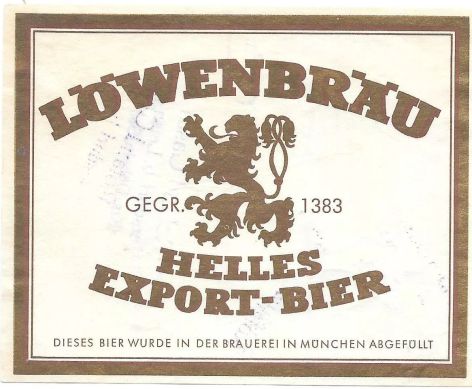 LÖWENBRÄU
GEGR. 1383
HELLES
EXPORT-BIER
DIESES BIER WURDE IN DER BRAUEREI IN MÜNCHEN ABGEFÜLLT